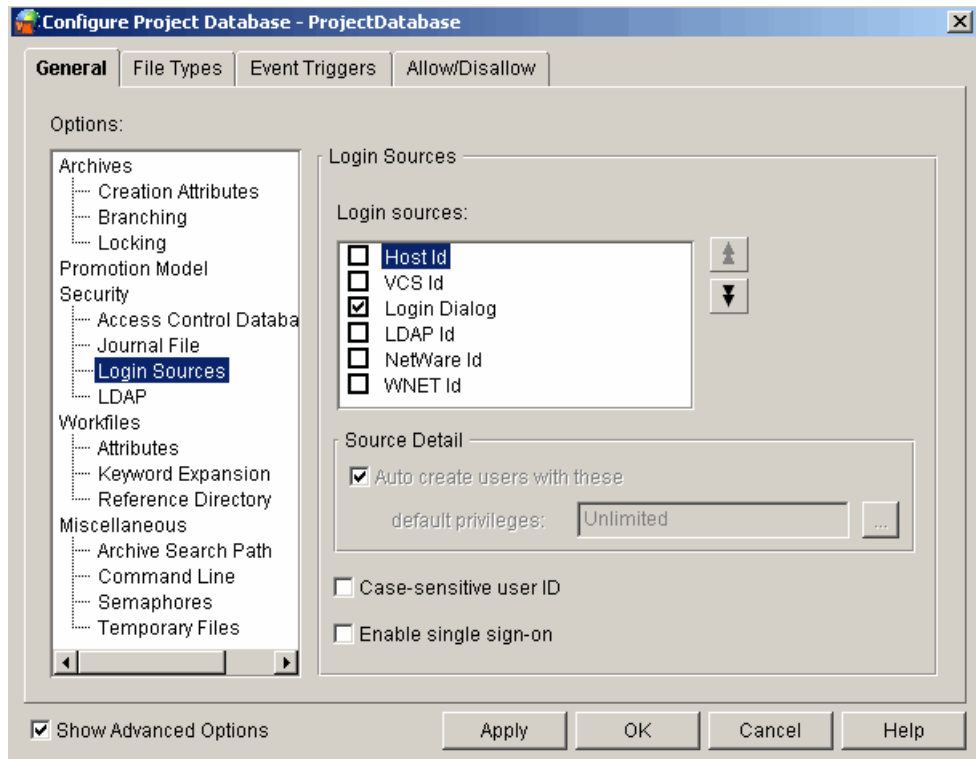 Configure Project Database - ProjectDatabase
General File Types Event Triggers Allow/Disallow
Options:
Archives
Creation Attributes
Branching
Locking
Promotion Model
Security
Access Control Databa
Journal File
Login Sources
LDAP
Workfiles
Attributes
Keyword Expansion
Reference Directory
Miscellaneous
Archive Search Path
Command Line
Semaphores
Temporary Files
Login Sources
Login sources:
Host Id
VCS Id
Login Dialog
LDAP Id
NetWare Id
WNET Id
Source Detail
Auto create users with these
default privileges: Unlimited ...
Case-sensitive user ID
Enable single sign-on
Show Advanced Options Apply OK Cancel Help